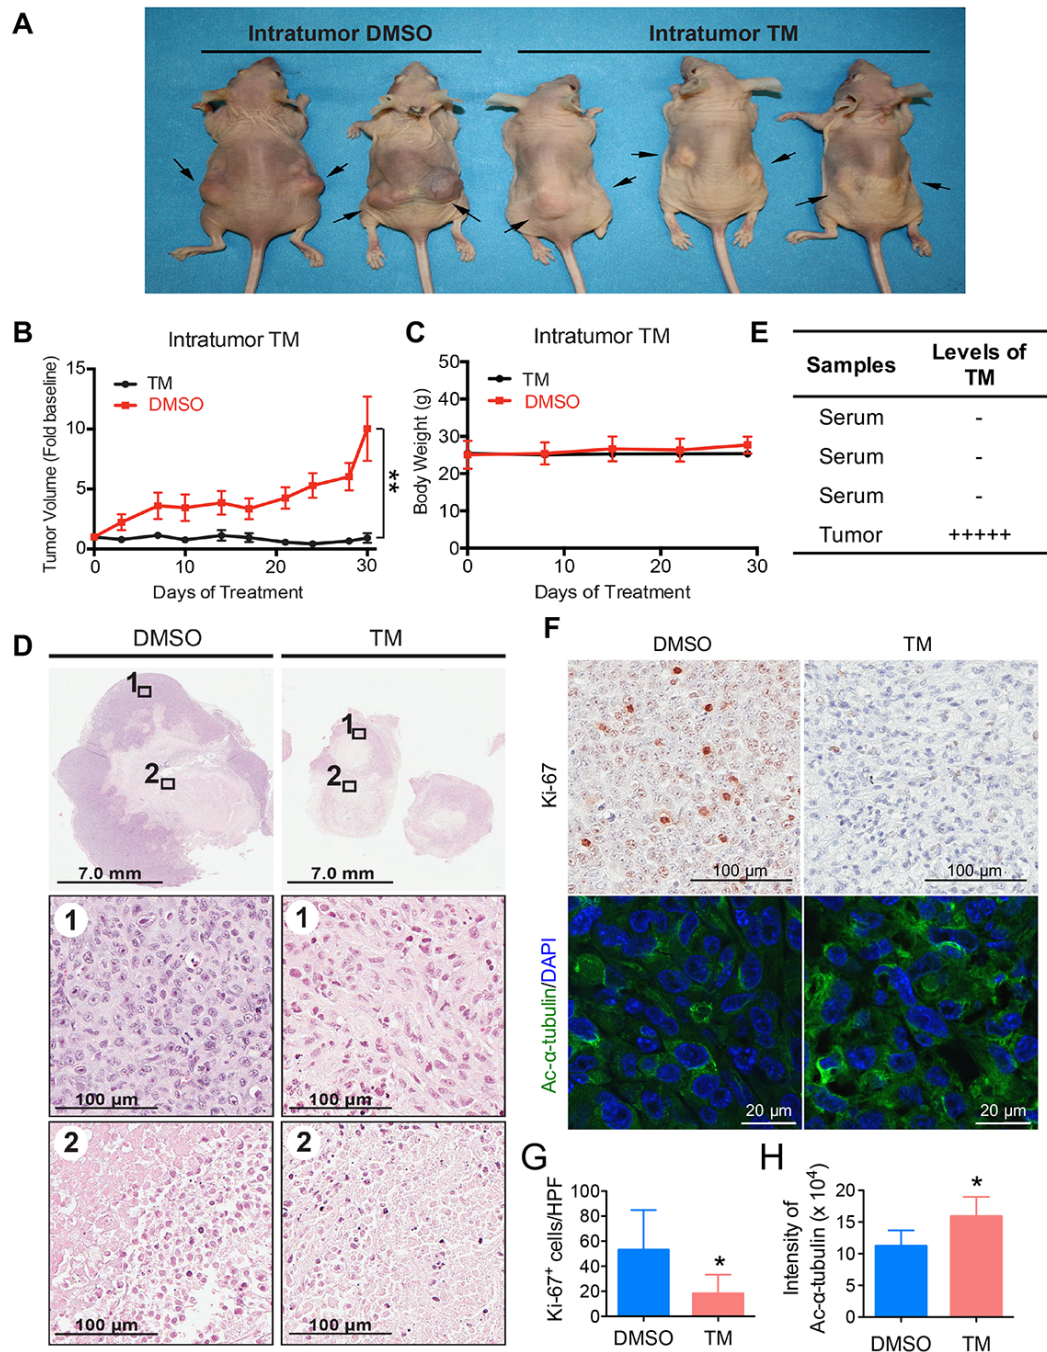 A
Intratumor DMSO
Intratumor TM
B
Intratumor TM
Tumor Volume (Fold baseline)
15
10
5
0
TM
DMSO
**
0
10
20
30
Days of Treatment
C
Intratumor TM
Body Weight (g)
50
40
30
20
10
0
TM
DMSO
0
10
20
30
Days of Treatment
E
Samples
Levels of
TM
Serum
-
Serum
-
Serum
-
Tumor
+++++
D
DMSO
TM
1
2
7.0 mm
1
2
7.0 mm
1
100 µm
1
100 µm
2
100 µm
2
100 µm
F
DMSO
TM
Ki-67
100 µm
100 µm
Ac-α-tubulin/DAPI
20 µm
20 µm
G
Ki-67+ cells/HPF
100
80
60
40
20
0
*
DMSO
TM
H
Intensity of
Ac-α-tubulin (x 10⁴)
20
15
10
5
0
*
DMSO
TM